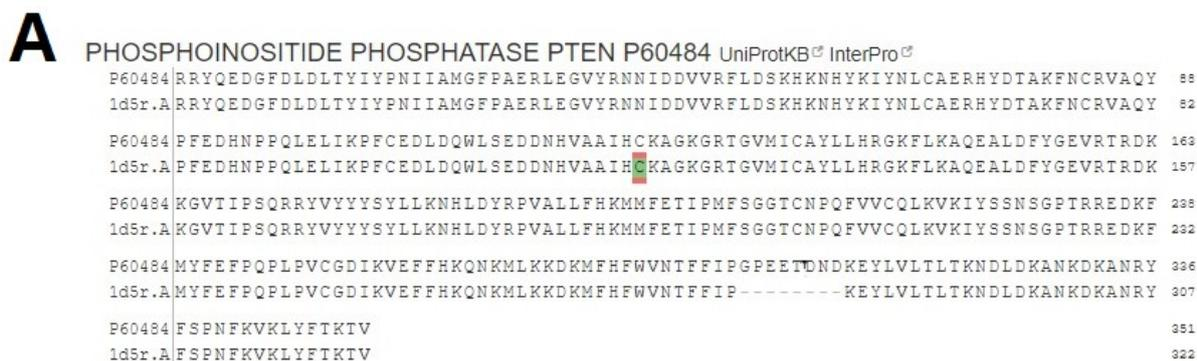 A
PHOSPHOINOSITIDE PHOSPHATASE PTEN P60484 UniProtKB InterPro
P60484 RRYQEDGFDLDLTYIYPNIIAMGFPAERLEGVYRNNIDDVVRFLDSKHKNHYKIYNLCAERHYDTAKFNCRVAQY 88
1d5r.A RRYQEDGFDLDLTYIYPNIIAMGFPAERLEGVYRNNIDDVVRFLDSKHKNHYKIYNLCAERHYDTAKFNCRVAQY 82
P60484 PFEDHNPPQLELIKPFCEDLDQWLSEDDNHVAAIHCKAGKGRTGVMICAYLLHRGKFLKAQEALDFYGEVRTRDK 163
1d5r.A PFEDHNPPQLELIKPFCEDLDQWLSEDDNHVAAIHCKAGKGRTGVMICAYLLHRGKFLKAQEALDFYGEVRTRDK 157
P60484 KGVTIPSQRRYVYYYSYLLKNHLDYRPVALLFHKMMFETIPMFSGGTCNPQFVVCQLKVKIYSSNSGPTRREDKF 238
1d5r.A KGVTIPSQRRYVYYYSYLLKNHLDYRPVALLFHKMMFETIPMFSGGTCNPQFVVCQLKVKIYSSNSGPTRREDKF 232
P60484 MYFEFPQPLPVCGDIKVEFFHKQNKMLKKDKMFHFWVNTFFIPGPEETDNDKEYLVLTLTKNDLDKANKDKANRY 336
1d5r.A MYFEFPQPLPVCGDIKVEFFHKQNKMLKKDKMFHFWVNTFFIP--------KEYLVLTLTKNDLDKANKDKANRY 307
P60484 FSPNFKVKLYFTKTV 351
1d5r.A FSPNFKVKLYFTKTV 322